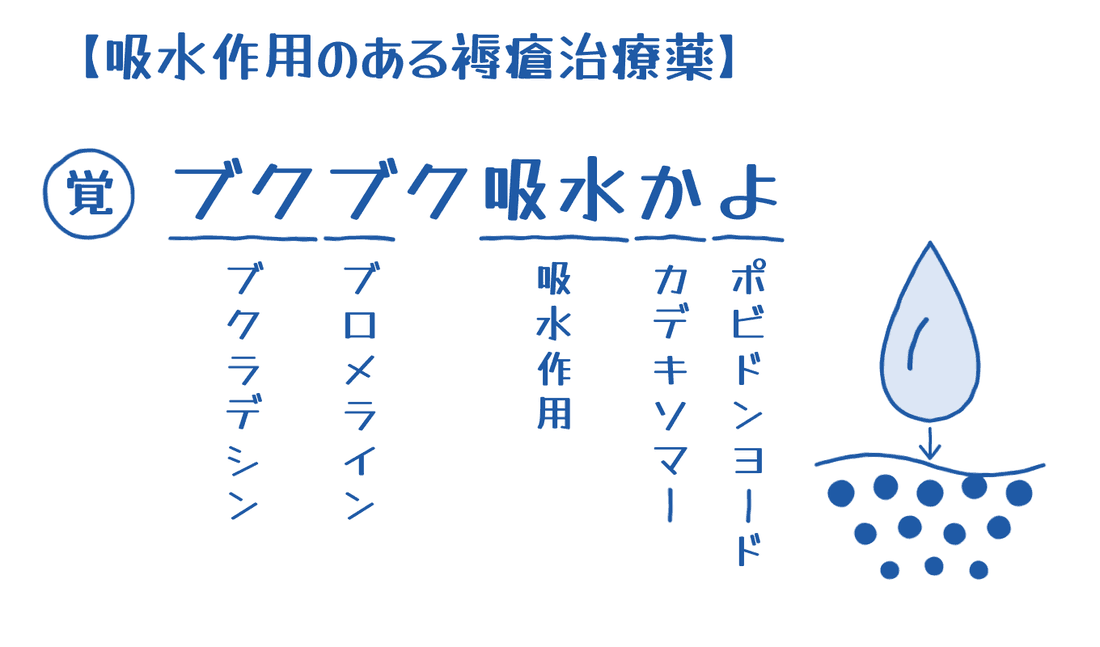 【吸水作用のある褥瘡治療薬】
覚 ブクブク吸水かよ
ブクラデシン
ブロメライン
吸水作用
カデキソマー
ポビドンヨード